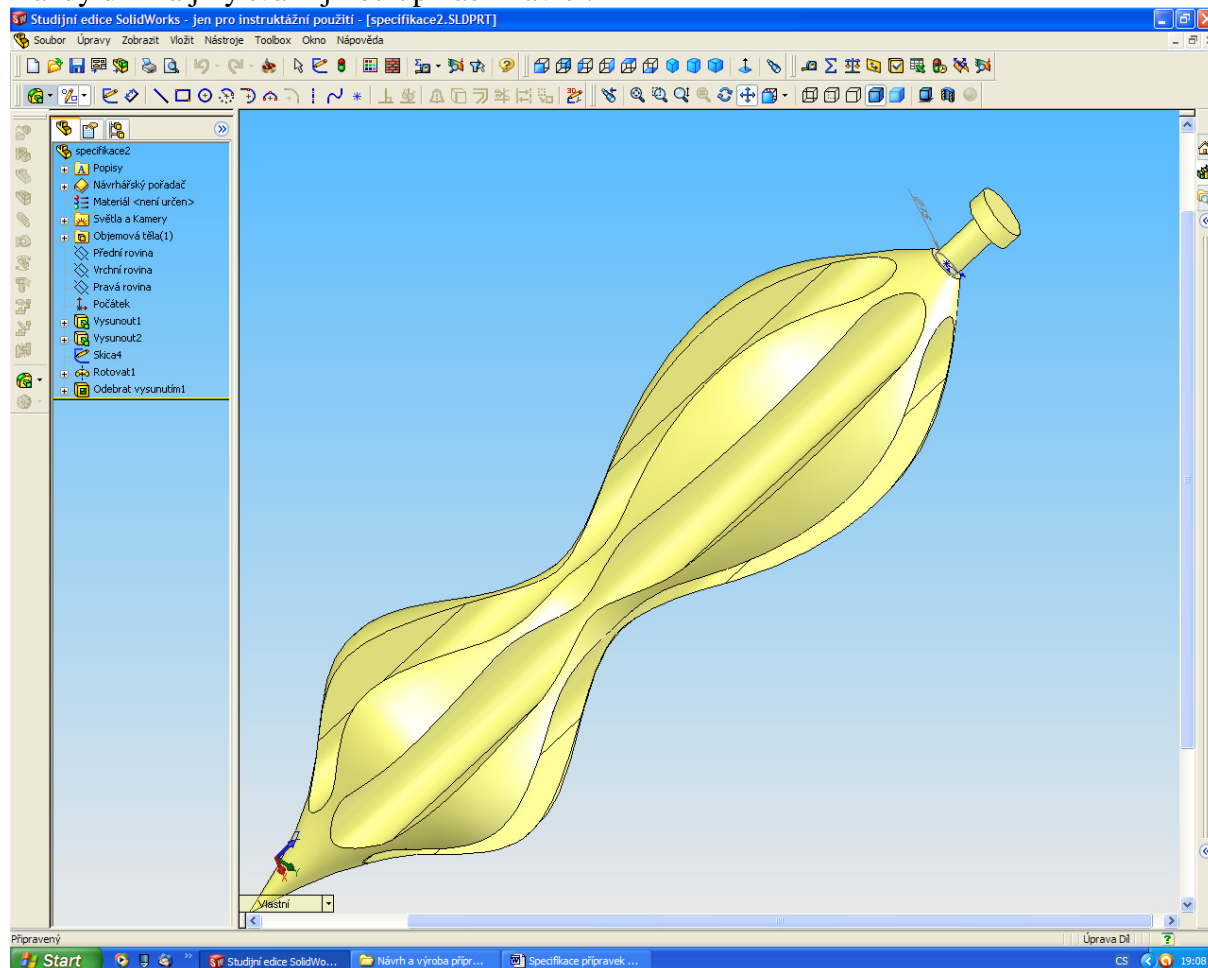 Studijní edice SolidWorks - jen pro instruktážní použití - [specifikace2.SLDPRT]
Soubor Úpravy Zobrazit Vložit Nástroje Toolbox Okno Nápověda
specifikace2
Popisy
Návrhářský pořadač
Materiál <není určen>
Světla a Kamery
Objemová těla(1)
Přední rovina
Vrchní rovina
Pravá rovina
Počátek
Vysunout1
Vysunout2
Skica4
Rotovat1
Odebrat vysunutím1
Z
Y
X
Vlastní
Připravený
Úprava Díl
Start
Studijní edice SolidWo...
Návrh a výroba přípr...
Specifikace přípravek ...
CS
19:08